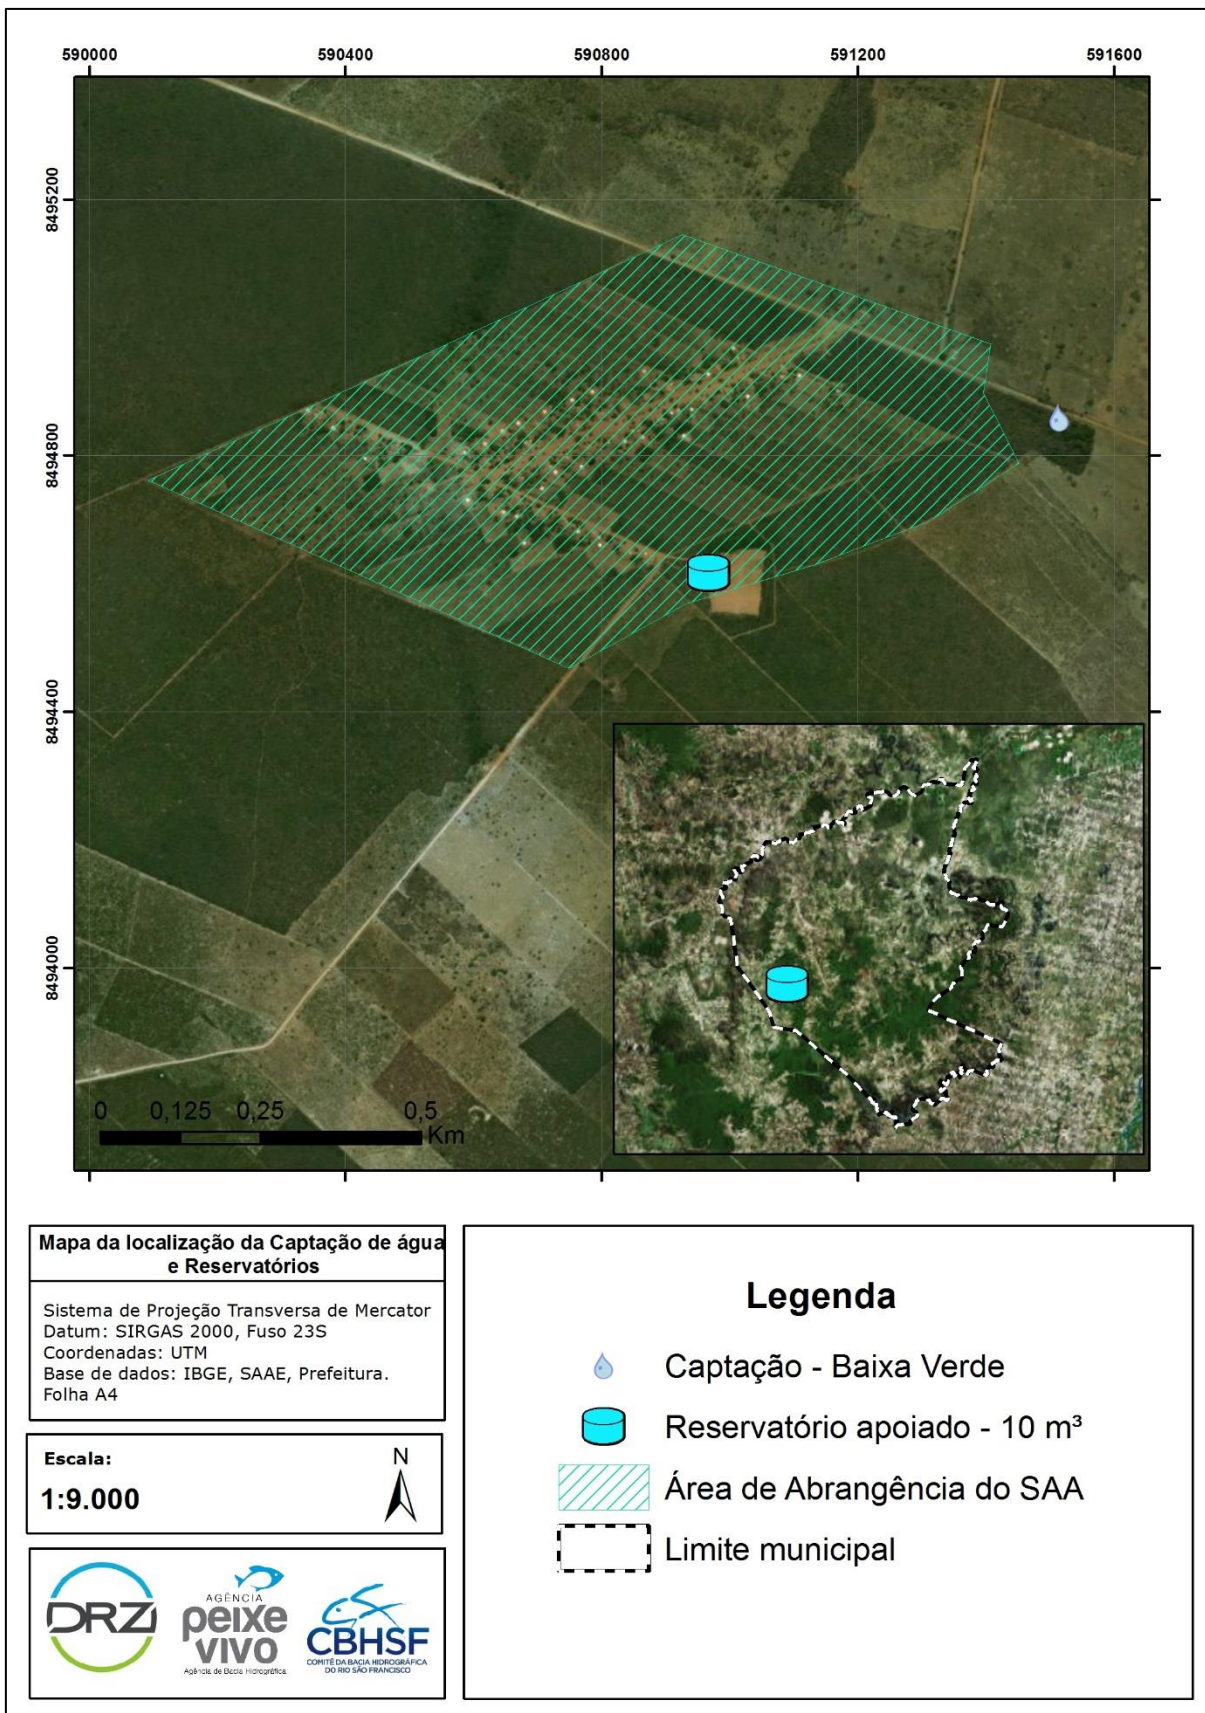 590000 590400 590800 591200 591600
8495200
8494800
8494400
8494000
0 0,125 0,25 0,5
Km
Mapa da localização da Captação de água
e Reservatórios
Sistema de Projeção Transversa de Mercator
Datum: SIRGAS 2000, Fuso 23S
Coordenadas: UTM
Base de dados: IBGE, SAAE, Prefeitura.
Folha A4
Escala:
1:9.000
N
DRZ
AGÊNCIA
peixe
vivo
Agência de Bacia Hidrográfica
CBHSF
COMITÊ DA BACIA HIDROGRÁFICA
DO RIO SÃO FRANCISCO
Legenda
Captação - Baixa Verde
Reservatório apoiado - 10 m³
Área de Abrangência do SAA
Limite municipal